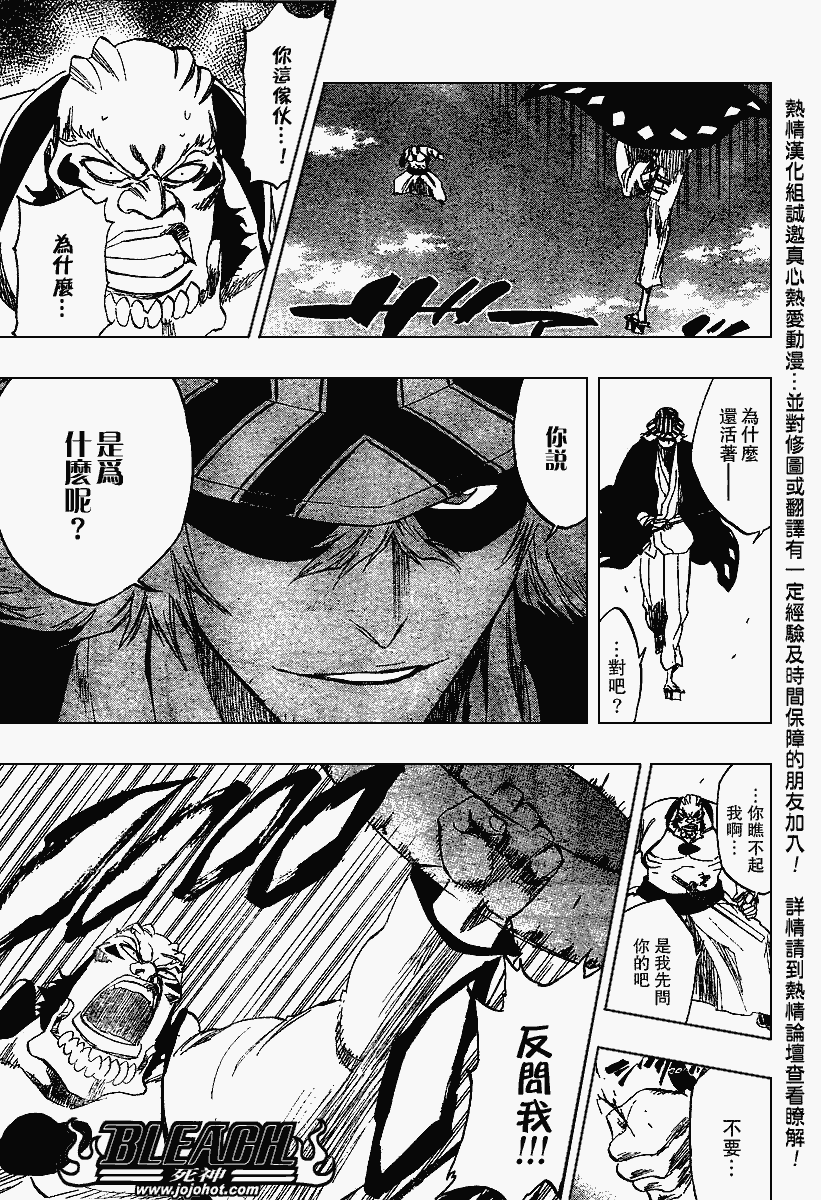 你這傢伙…！
為什麼…
為什麼
還活著——
…對吧？
你說
是爲
什麼呢？
…你瞧不起
我啊…
是我先問
你的吧
不要…
反問我!!!
熱情漢化組誠邀真心熱愛動漫…並對修圖或翻譯有一定經驗及時間保障的朋友加入！ 詳情請到熱情論壇查看瞭解！
BLEACH
死神
www.jojohot.com